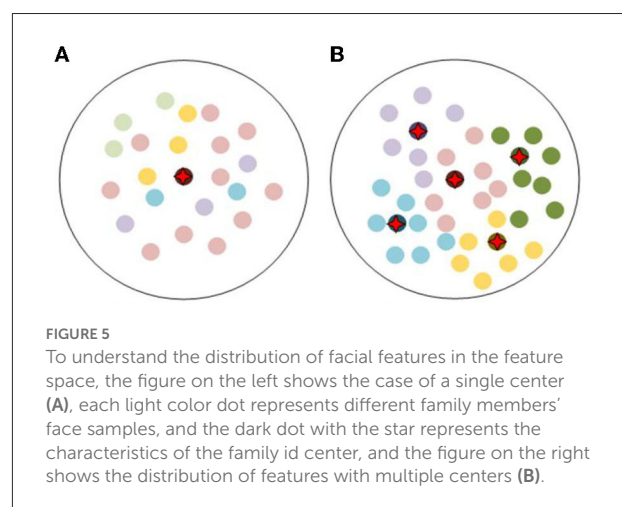 A B
FIGURE 5
To understand the distribution of facial features in the feature
space, the figure on the left shows the case of a single center
(A), each light color dot represents different family members’
face samples, and the dark dot with the star represents the
characteristics of the family id center, and the figure on the right
shows the distribution of features with multiple centers (B).